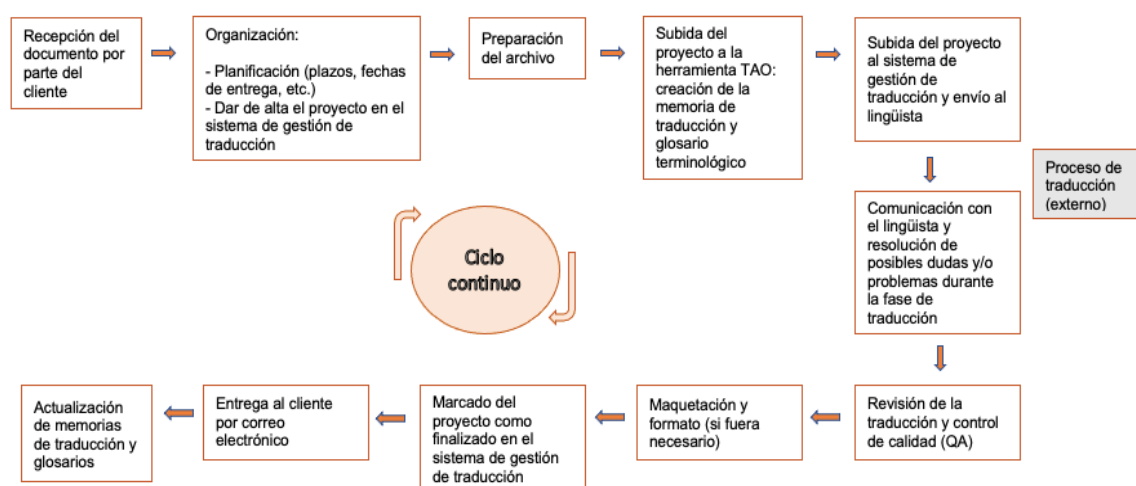 Recepción del
documento por
parte del
cliente
Organización:
- Planificación (plazos, fechas
de entrega, etc.)
- Dar de alta el proyecto en el
sistema de gestión de
traducción
Preparación
del archivo
Subida del
proyecto a la
herramienta TAO:
creación de la
memoria de
traducción y
glosario
terminológico
Subida del proyecto
al sistema de
gestión de
traducción y envío al
lingüista
Proceso de
traducción
(externo)
Comunicación con
el lingüista y
resolución de
posibles dudas y/o
problemas durante
la fase de
traducción
Ciclo
continuo
Revisión de la
traducción y control
de calidad (QA)
Maquetación y
formato (si fuera
necesario)
Marcado del
proyecto como
finalizado en el
sistema de gestión
de traducción
Entrega al cliente
por correo
electrónico
Actualización
de memorias
de traducción y
glosarios